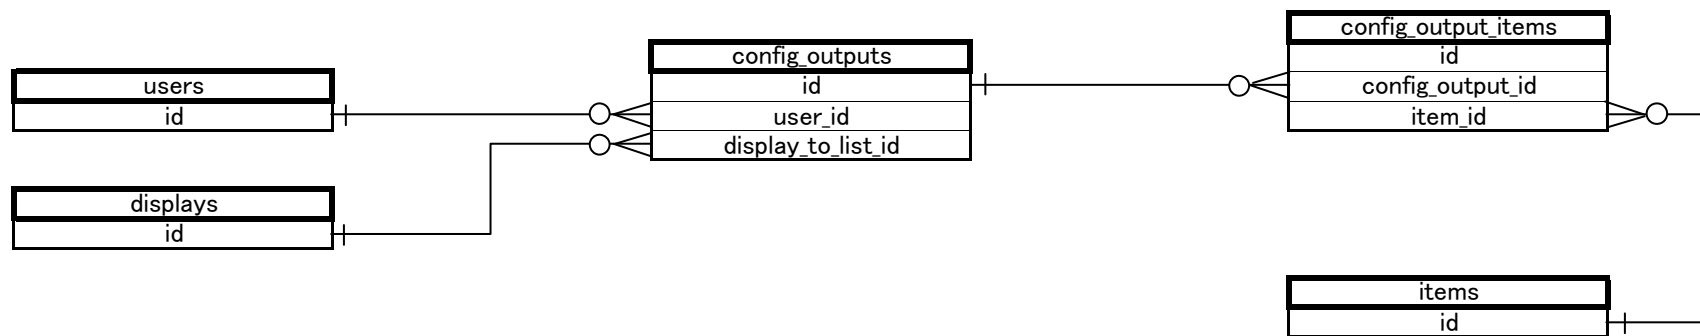 users
id
displays
id
config_outputs
id
user_id
display_to_list_id
config_output_items
id
config_output_id
item_id
items
id